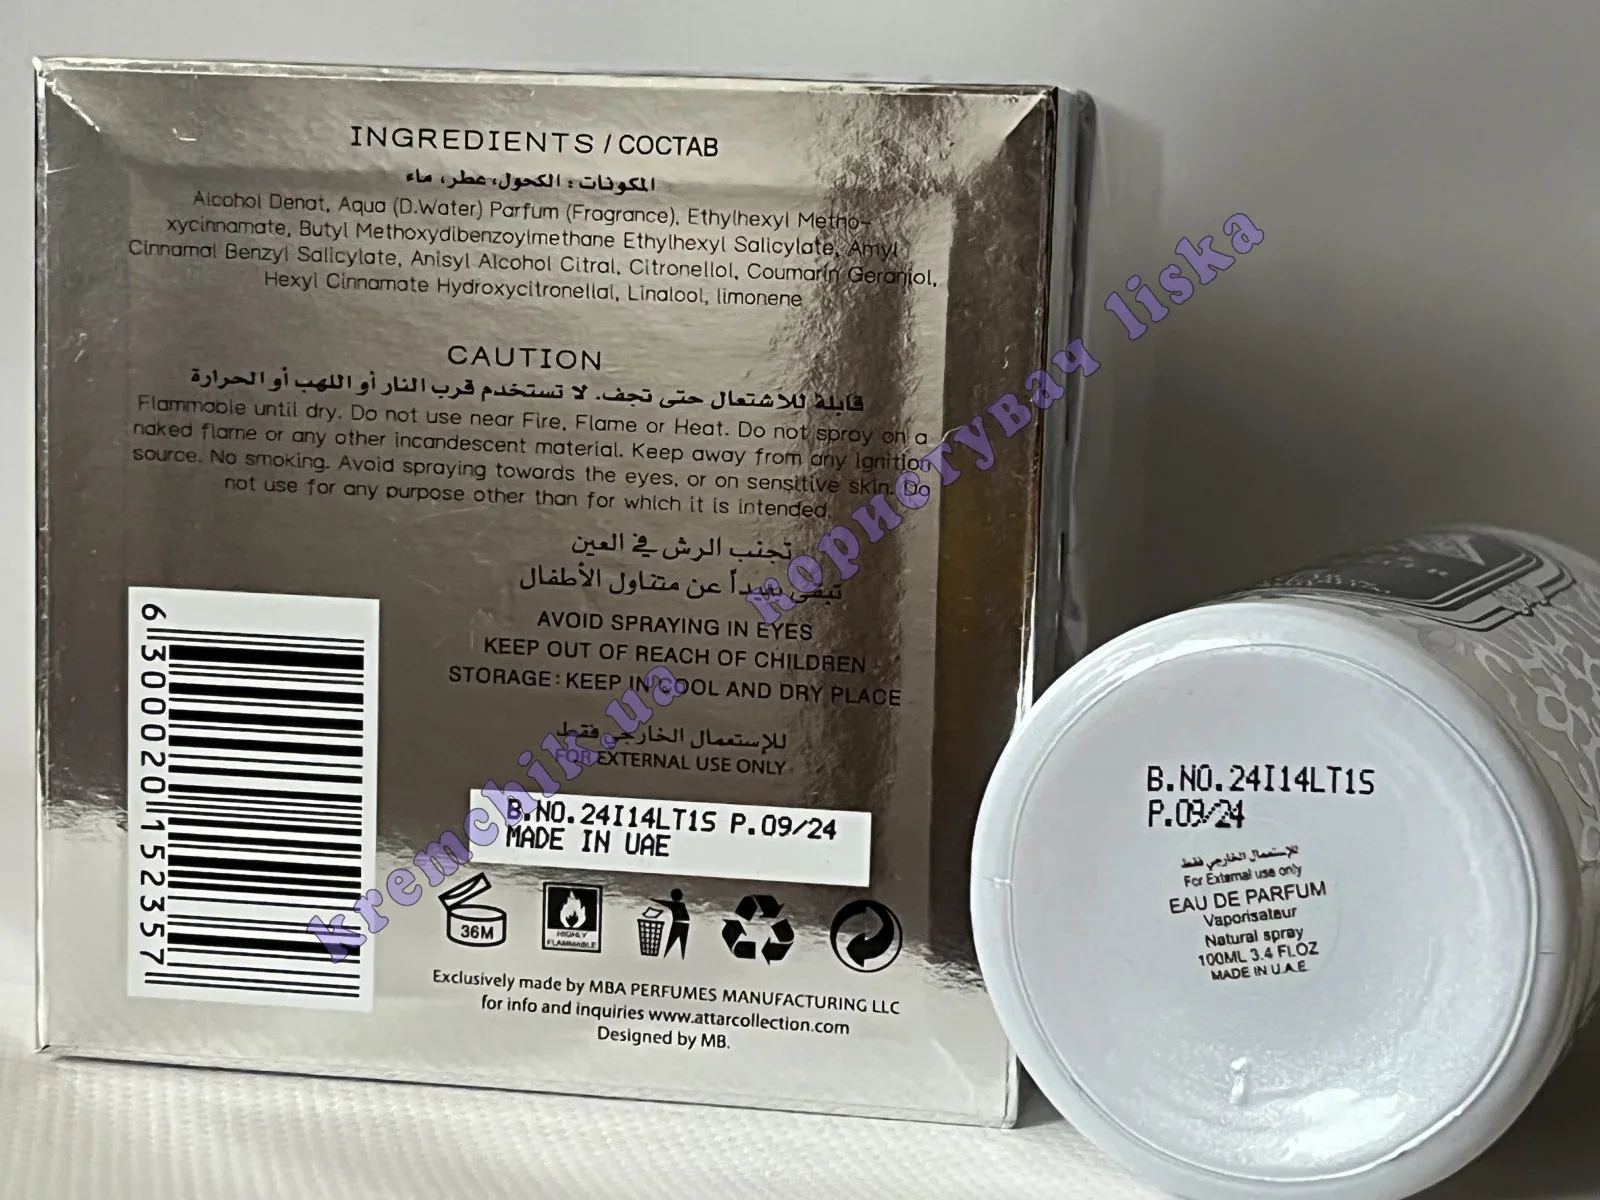 INGREDIENTS / СОСТАВ
المكونات : الكحول، عطر، ماء
Alcohol Denat, Aqua (D.Water) Parfum (Fragrance), Ethylhexyl Metho-
xycinnamate, Butyl Methoxydibenzoylmethane Ethylhexyl Salicylate, Amyl
Cinnamal Benzyl Salicylate, Anisyl Alcohol Citral, Citronellol, Coumarin Geraniol,
Hexyl Cinnamate Hydroxycitronellal, Linalool, limonene
CAUTION
قابلة للاشتعال حتى تجف. لا تستخدم قرب النار أو اللهب أو الحرارة
Flammable until dry. Do not use near Fire, Flame or Heat. Do not spray on a
naked flame or any other incandescent material. Keep away from any Ignition
source. No smoking. Avoid spraying towards the eyes, or on sensitive skin. Do
not use for any purpose other than for which it is intended.
تجنب الرش في العين
تبقى بعيداً عن متناول الأطفال
AVOID SPRAYING IN EYES
KEEP OUT OF REACH OF CHILDREN
STORAGE : KEEP IN COOL AND DRY PLACE
للإستعمال الخارجي فقط
FOR EXTERNAL USE ONLY
B.NO.24I14LT1S P.09/24
MADE IN UAE
6300020152357
36M
HIGHLY
FLAMMABLE
Exclusively made by MBA PERFUMES MANUFACTURING LLC
for info and inquiries www.attarcollection.com
Designed by MB.
B.NO.24I14LT1S
P.09/24
للإستعمال الخارجي فقط
For External use only
EAU DE PARFUM
Vaporisateur
Natural spray
100ML 3.4 FL.OZ
MADE IN U.A.E
kremchik.ua користувач liska